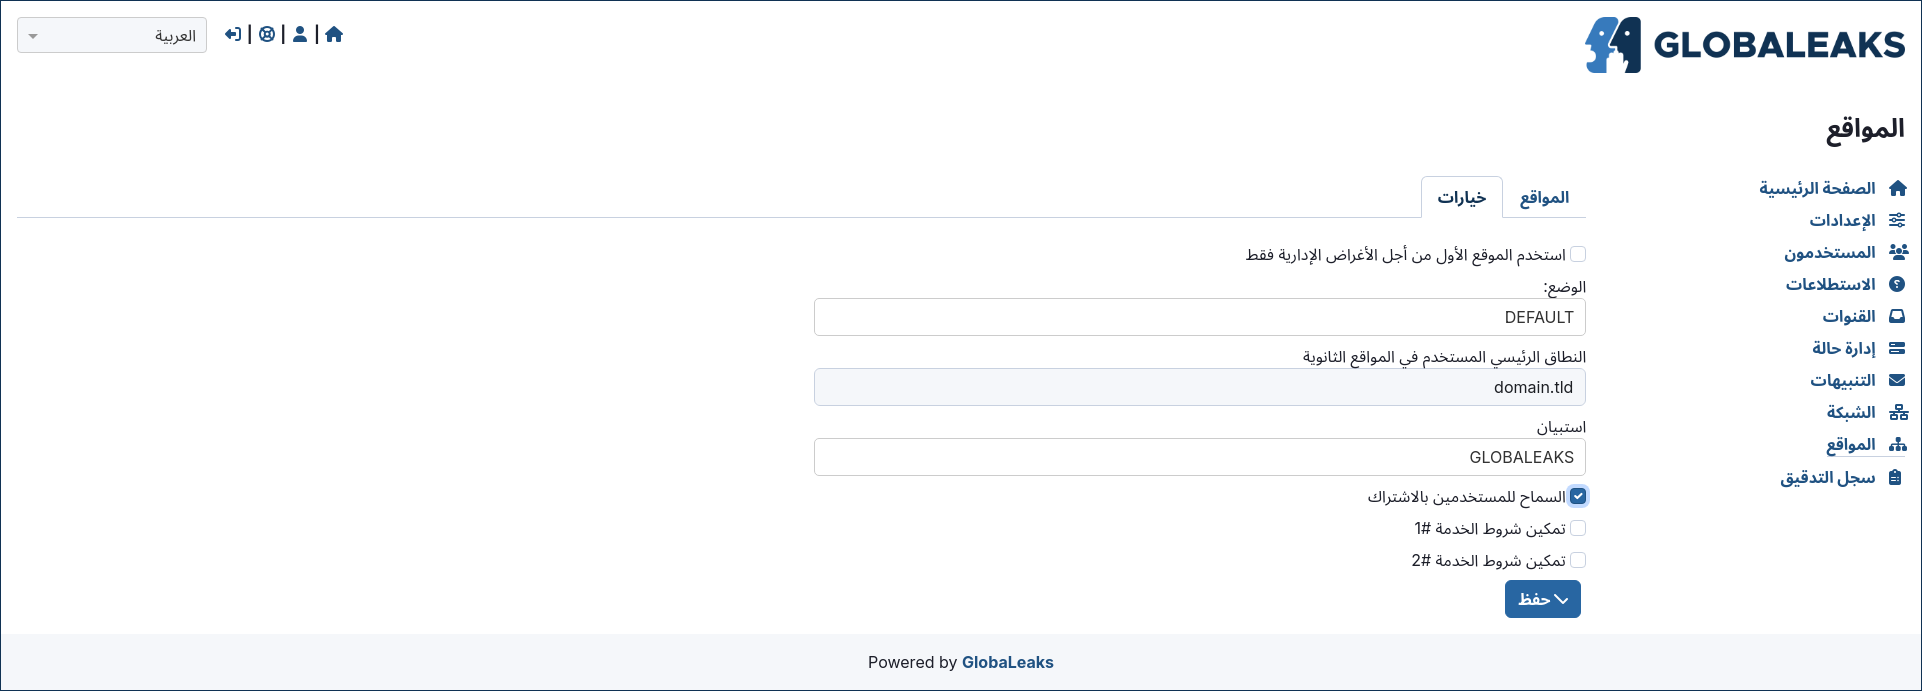 GLOBALEAKS
العربية
المواقع
الصفحة الرئيسية
الإعدادات
المستخدمون
الاستطلاعات
القنوات
إدارة حالة
التنبيهات
الشبكة
المواقع
سجل التدقيق
المواقع
خيارات
استخدم الموقع الأول من أجل الأغراض الإدارية فقط
الوضع:
DEFAULT
النطاق الرئيسي المستخدم في المواقع الثانوية
domain.tld
استبيان
GLOBALEAKS
السماح للمستخدمين بالاشتراك
تمكين شروط الخدمة #1
تمكين شروط الخدمة #2
حفظ
Powered by GlobaLeaks